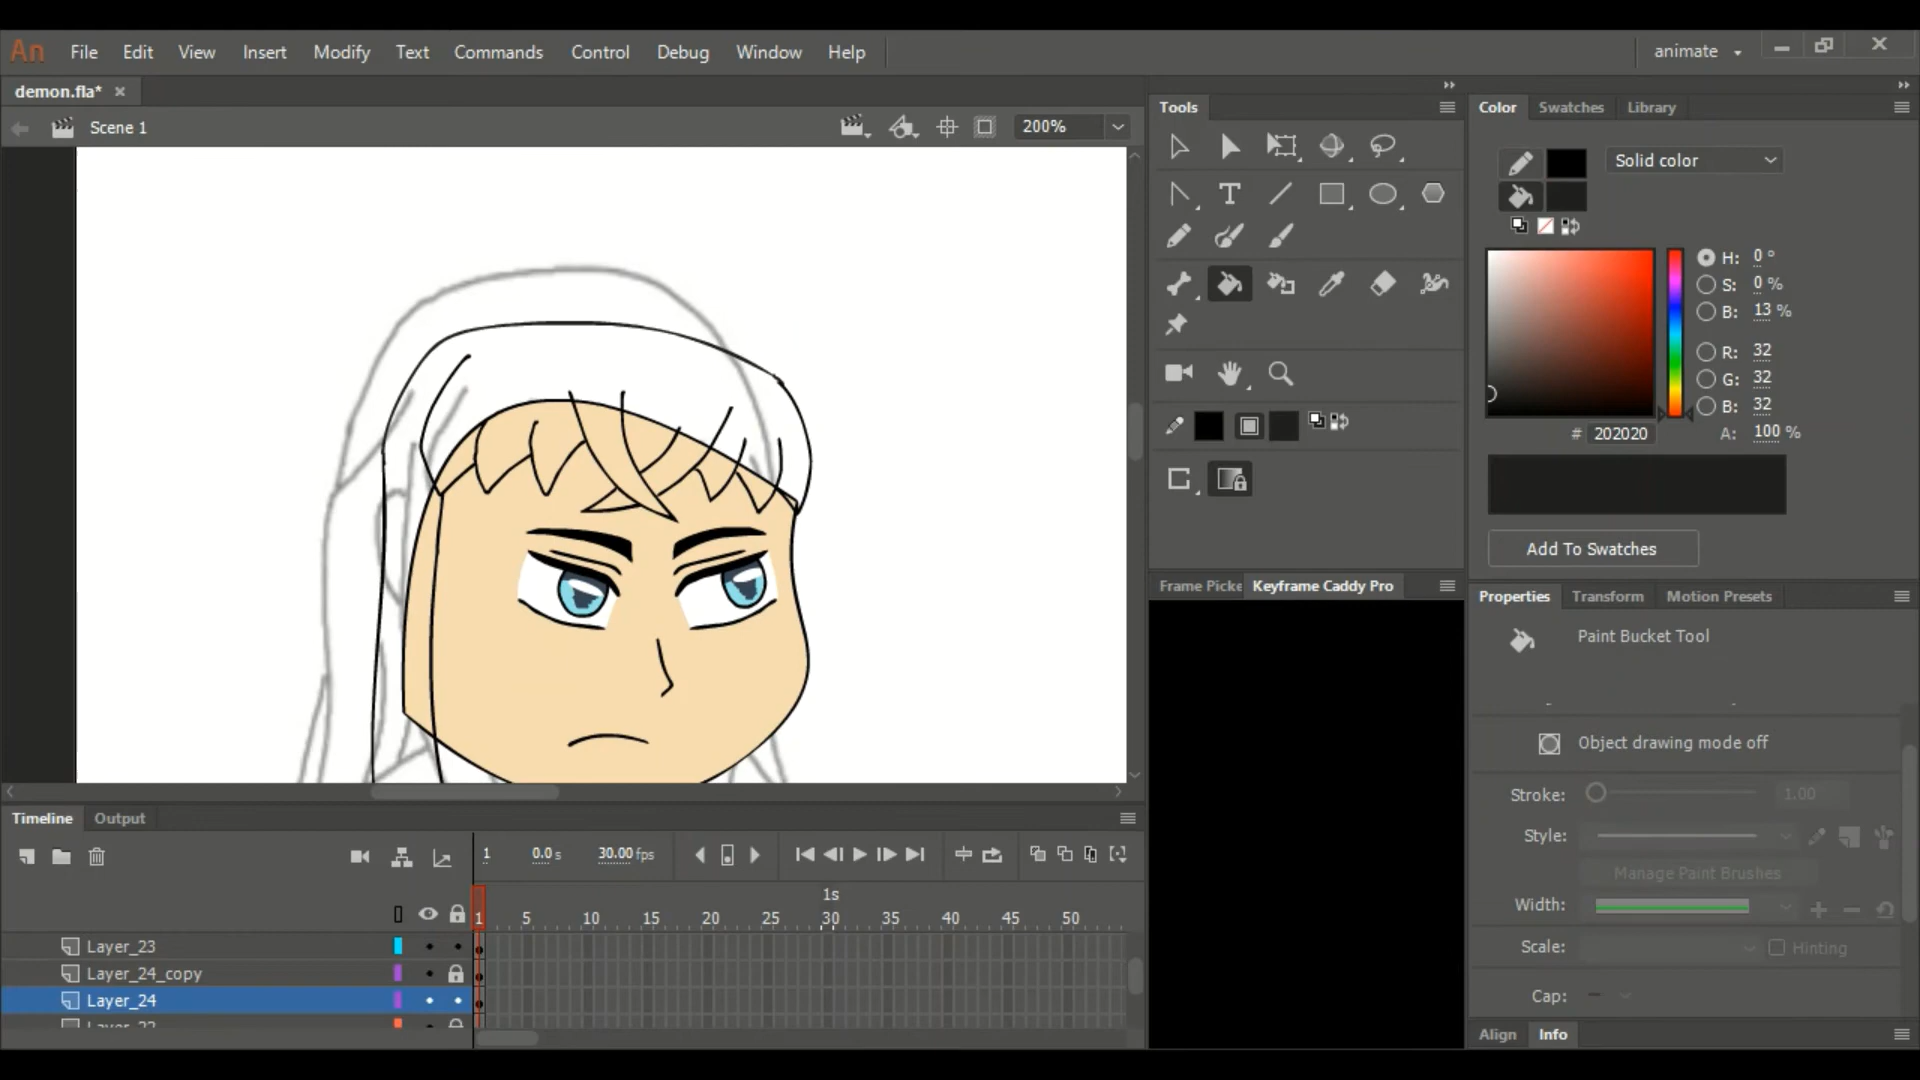 An File Edit View Insert Modify Text Commands Control Debug Window Help animate
demon.fla*
Scene 1 200%
Tools
Color Swatches Library
Solid color
H: 0 °
S: 0 %
B: 13 %
R: 32
G: 32
B: 32
# 202020 A: 100 %
Add To Swatches
Frame Picke Keyframe Caddy Pro
Properties Transform Motion Presets
Paint Bucket Tool
Object drawing mode off
Stroke: 1.00
Style:
Manage Paint Brushes
Width:
Scale: Hinting
Cap:
Align Info
Timeline Output
1 0.0 s 30.00 fps
1s
1 5 10 15 20 25 30 35 40 45 50
Layer_23
Layer_24_copy
Layer_24